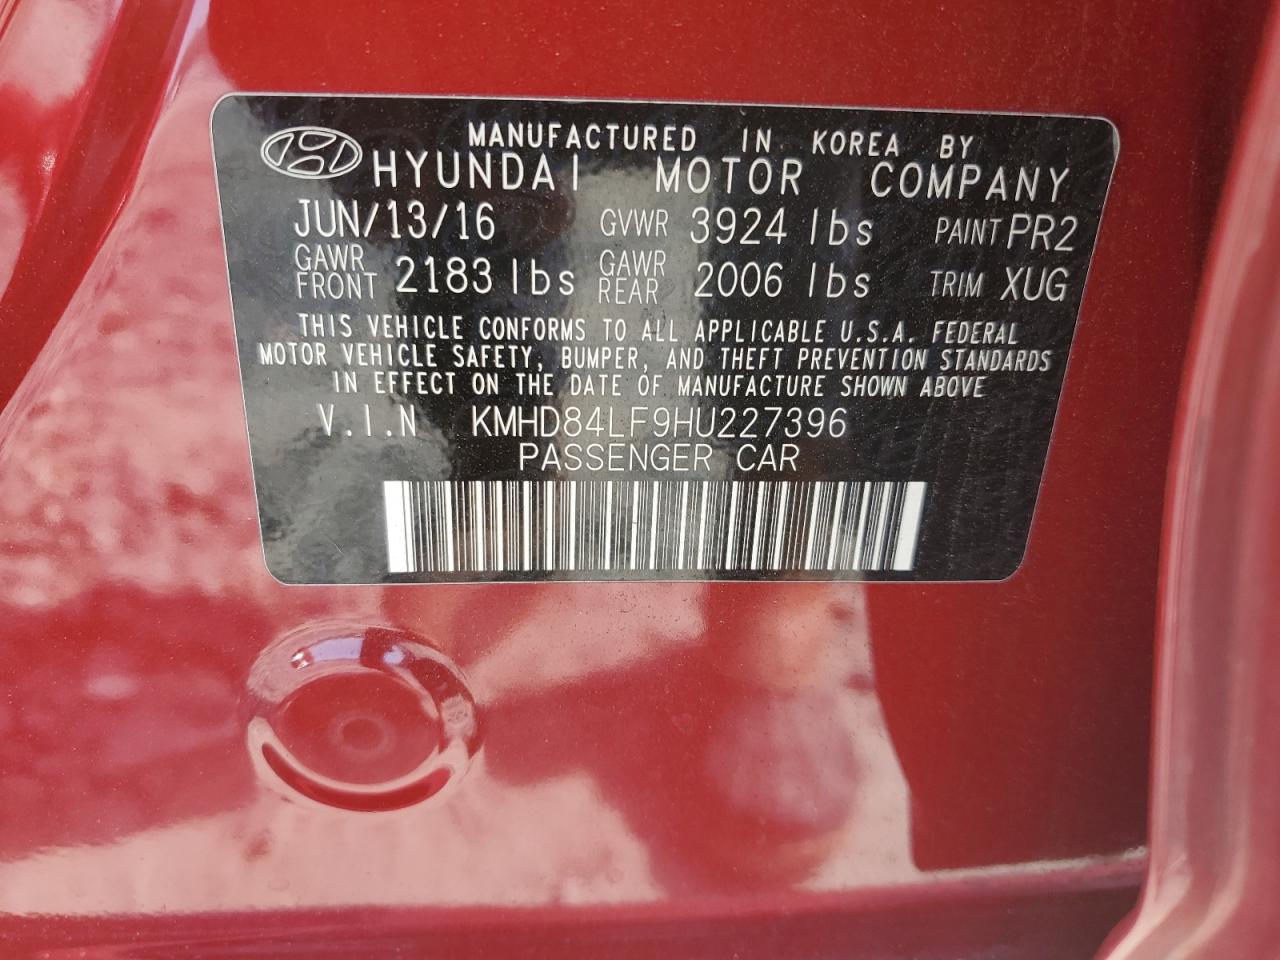 MANUFACTURED IN KOREA BY
HYUNDAI MOTOR COMPANY
JUN/13/16 GVWR 3924 lbs PAINT PR2
GAWR FRONT 2183 lbs GAWR REAR 2006 lbs TRIM XUG
THIS VEHICLE CONFORMS TO ALL APPLICABLE U.S.A. FEDERAL
MOTOR VEHICLE SAFETY, BUMPER, AND THEFT PREVENTION STANDARDS
IN EFFECT ON THE DATE OF MANUFACTURE SHOWN ABOVE
V.I.N KMHD84LF9HU227396
PASSENGER CAR